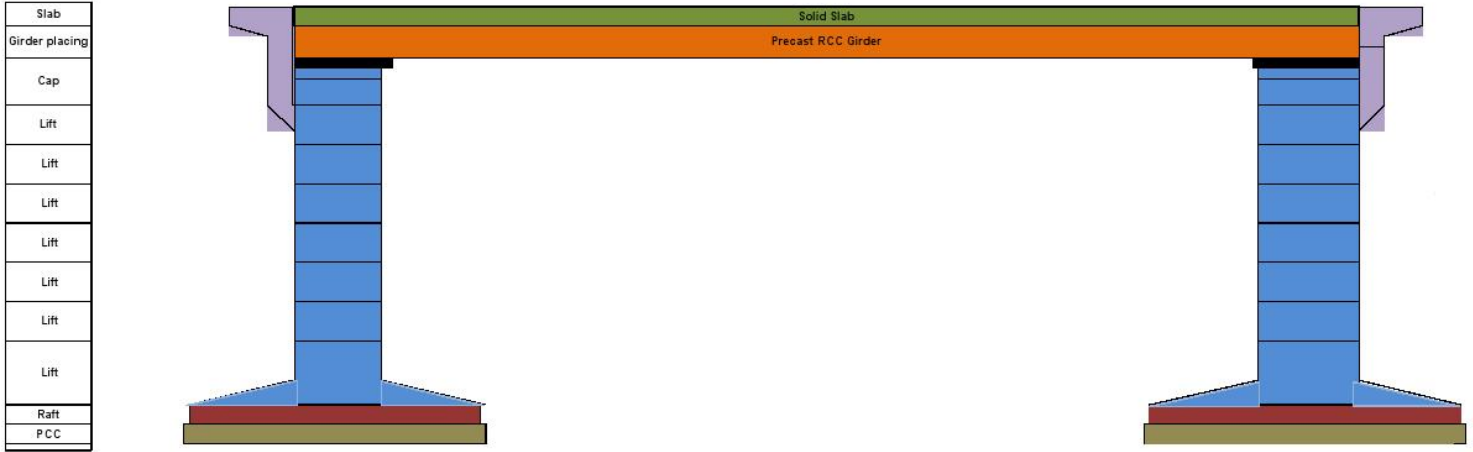 Slab
Solid Slab
Girder placing
Precast RCC Girder
Cap
Lift
Lift
Lift
Lift
Lift
Lift
Lift
Raft
PCC